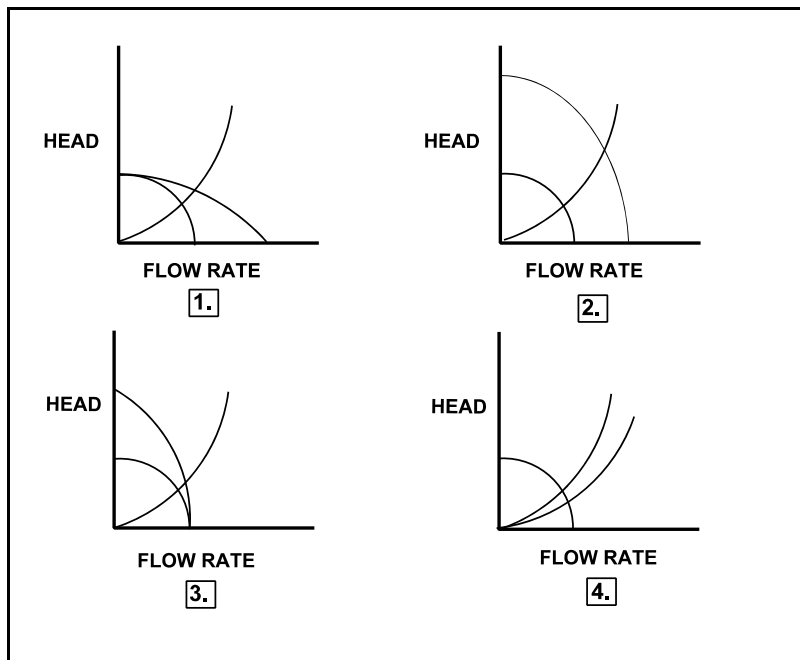 HEAD
FLOW RATE
1.
HEAD
FLOW RATE
2.
HEAD
FLOW RATE
3.
HEAD
FLOW RATE
4.